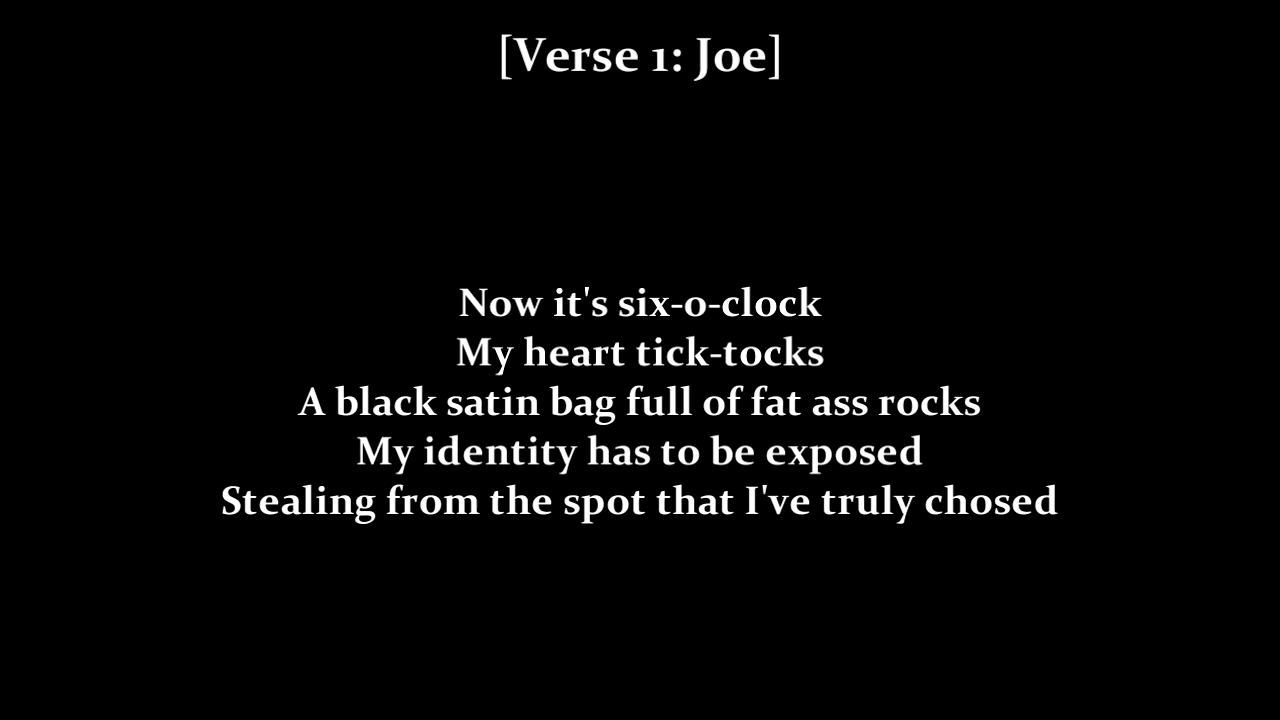 [Verse 1: Joe]
Now it's six-o-clock
My heart tick-tocks
A black satin bag full of fat ass rocks
My identity has to be exposed
Stealing from the spot that I've truly chosed